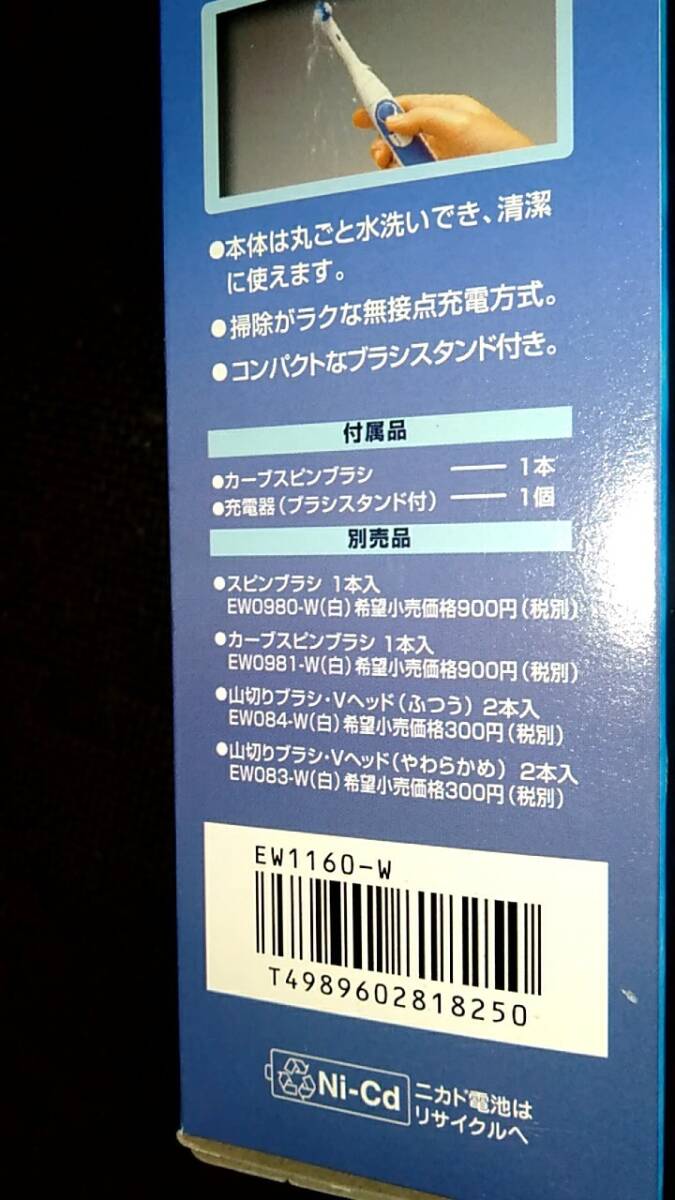 ●本体は丸ごと水洗いでき、清潔
に使えます。
●掃除がラクな無接点充電方式。
●コンパクトなブラシスタンド付き。
付属品
●カーブスピンブラシ ── 1本
●充電器(ブラシスタンド付) ── 1個
別売品
●スピンブラシ 1本入
EW0980-W(白)希望小売価格900円(税別)
●カーブスピンブラシ 1本入
EW0981-W(白)希望小売価格900円(税別)
●山切りブラシ・Vヘッド(ふつう) 2本入
EW084-W(白)希望小売価格300円(税別)
●山切りブラシ・Vヘッド(やわらかめ) 2本入
EW083-W(白)希望小売価格300円(税別)
EW1160-W
T4989602818250
Ni-Cd
ニカド電池は
リサイクルへ